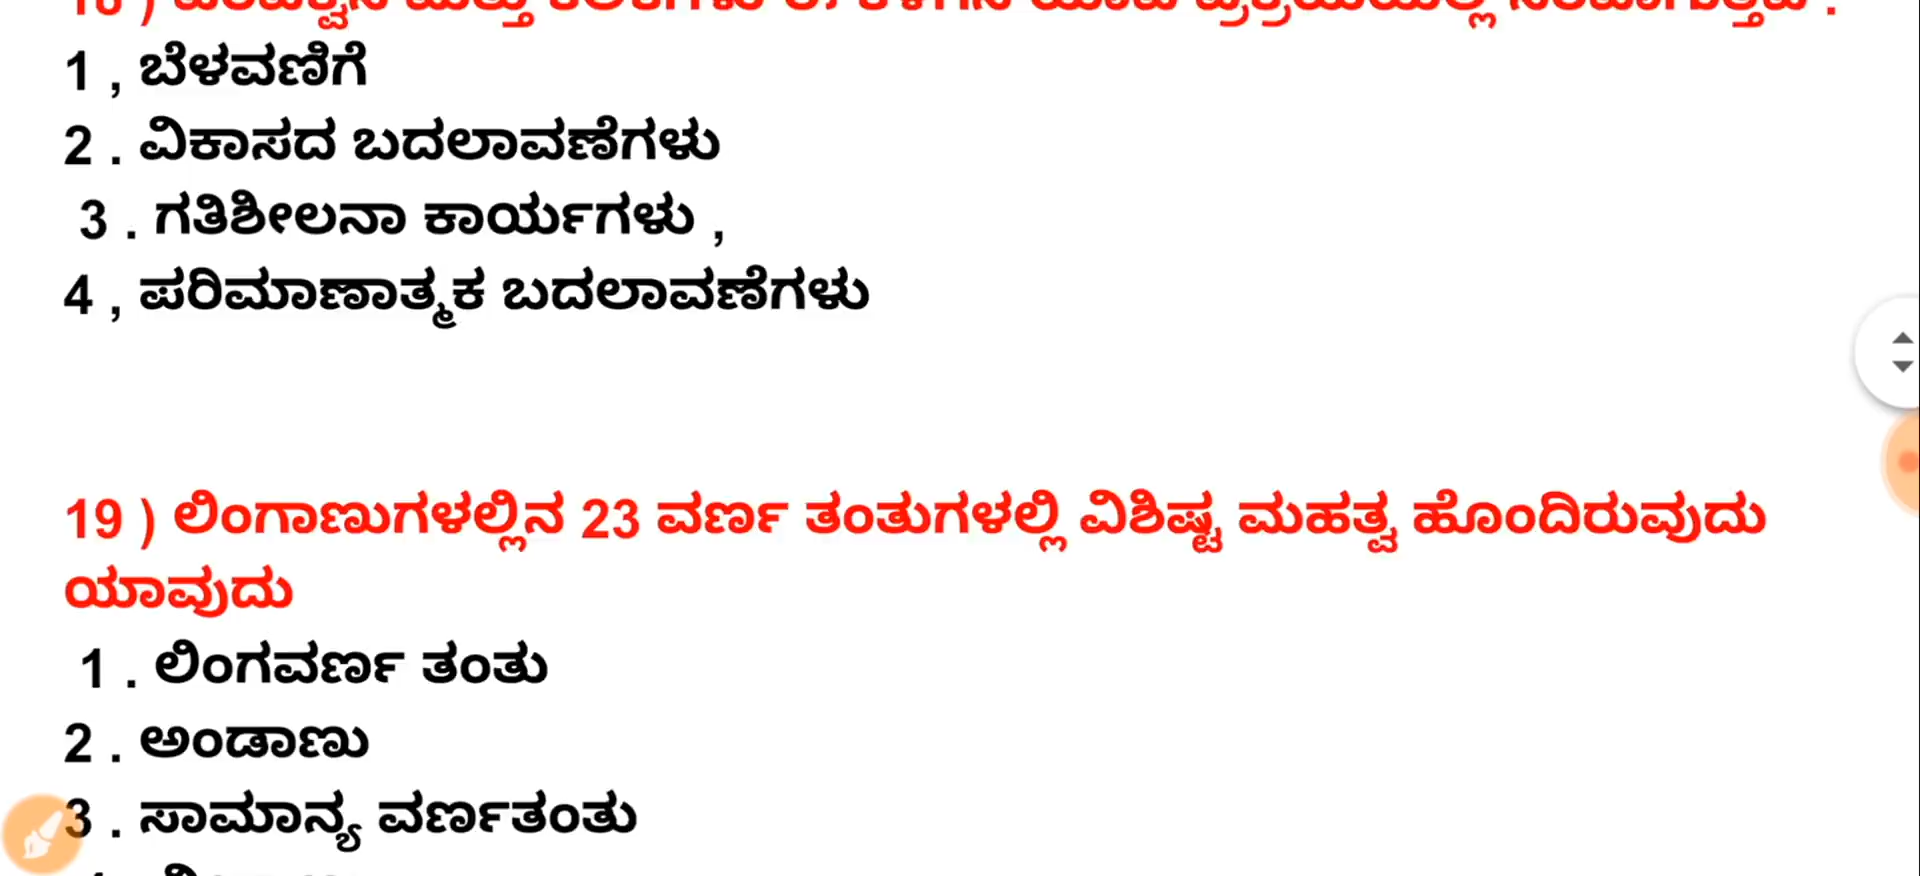 18 )
1 , ಬೆಳವಣಿಗೆ
2 . ವಿಕಾಸದ ಬದಲಾವಣೆಗಳು
3 . ಗತಿಶೀಲನಾ ಕಾರ್ಯಗಳು ,
4 , ಪರಿಮಾಣಾತ್ಮಕ ಬದಲಾವಣೆಗಳು
19 ) ಲಿಂಗಾಣುಗಳಲ್ಲಿನ 23 ವರ್ಣ ತಂತುಗಳಲ್ಲಿ ವಿಶಿಷ್ಟ ಮಹತ್ವ ಹೊಂದಿರುವುದು
ಯಾವುದು
1 . ಲಿಂಗವರ್ಣ ತಂತು
2 . ಅಂಡಾಣು
3 . ಸಾಮಾನ್ಯ ವರ್ಣತಂತು